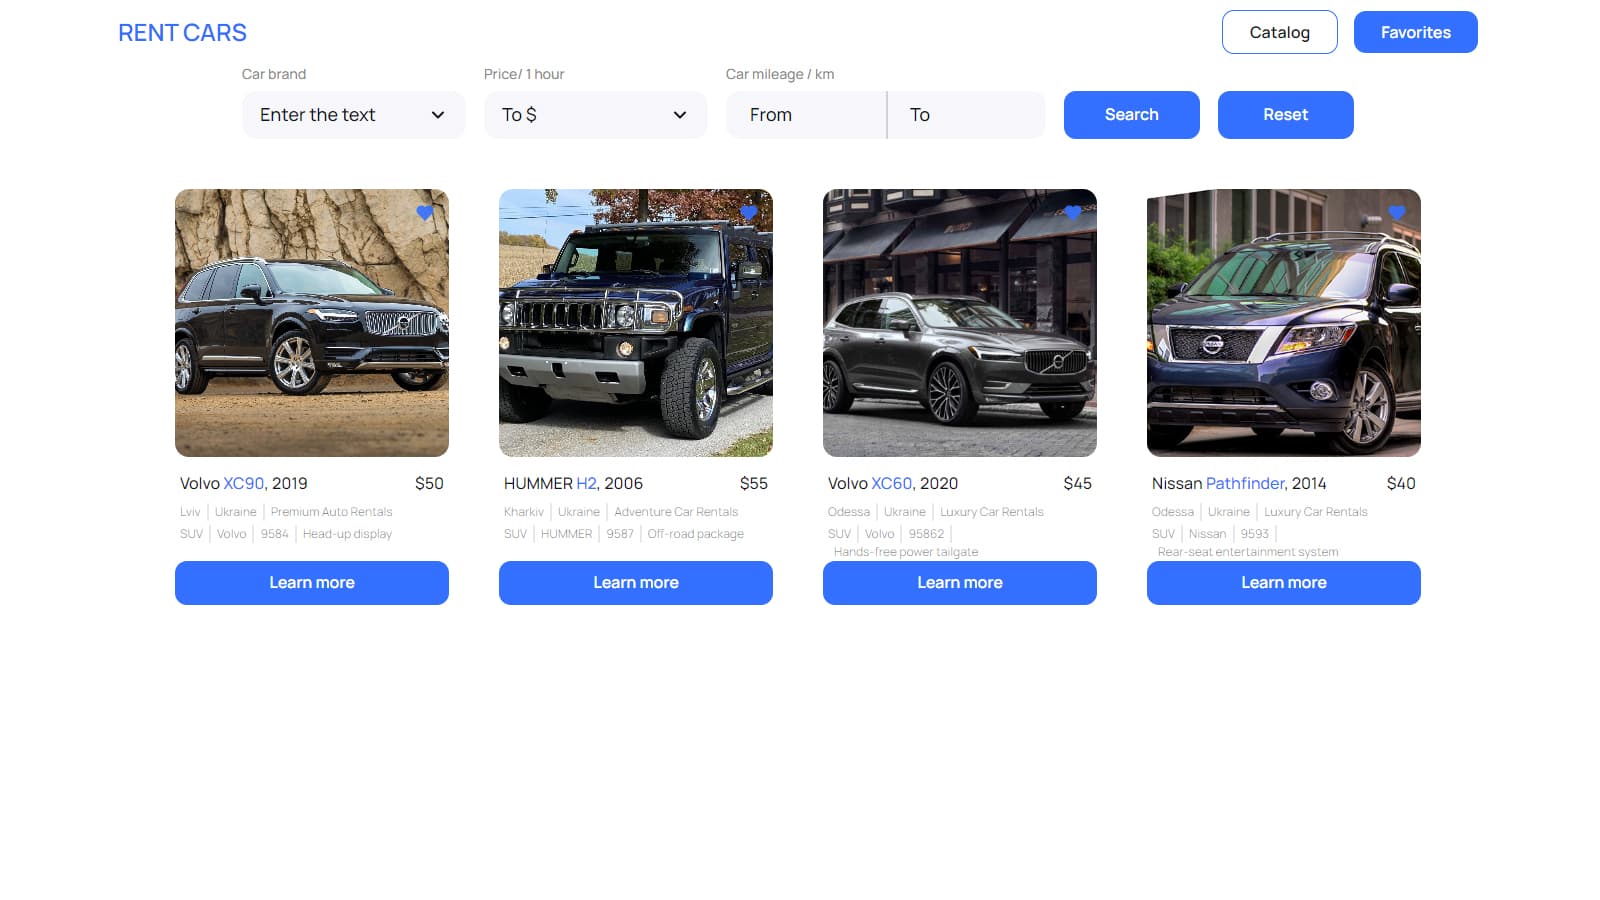 RENT CARS
Catalog
Favorites
Car brand
Price/ 1 hour
Car mileage / km
Enter the text
To $
From
To
Search
Reset
Volvo XC90, 2019 $50
Lviv | Ukraine | Premium Auto Rentals
SUV | Volvo | 9584 | Head-up display
Learn more
HUMMER H2, 2006 $55
Kharkiv | Ukraine | Adventure Car Rentals
SUV | HUMMER | 9587 | Off-road package
Learn more
Volvo XC60, 2020 $45
Odessa | Ukraine | Luxury Car Rentals
SUV | Volvo | 95862 |
Hands-free power tailgate
Learn more
Nissan Pathfinder, 2014 $40
Odessa | Ukraine | Luxury Car Rentals
SUV | Nissan | 9593 |
Rear-seat entertainment system
Learn more